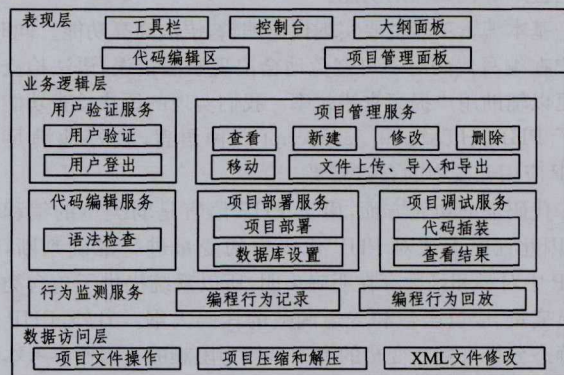 表现层
工具栏 控制台 大纲面板
代码编辑区 项目管理面板
业务逻辑层
用户验证服务
用户验证
用户登出
项目管理服务
查看 新建 修改 删除
移动 文件上传、导入和导出
代码编辑服务
语法检查
项目部署服务
项目部署
数据库设置
项目调试服务
代码插装
查看结果
行为监测服务 编程行为记录 编程行为回放
数据访问层
项目文件操作 项目压缩和解压 XML文件修改